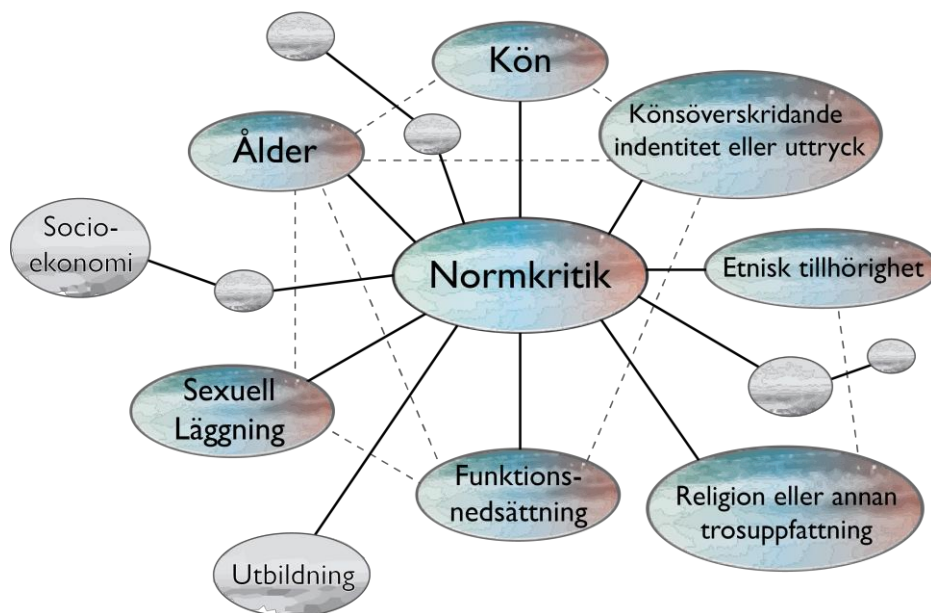 Kön
Könsöverskridande
indentitet eller uttryck
Ålder
Socio-
ekonomi
Normkritik
Etnisk tillhörighet
Sexuell
Läggning
Funktions-
nedsättning
Religion eller annan
trosuppfattning
Utbildning